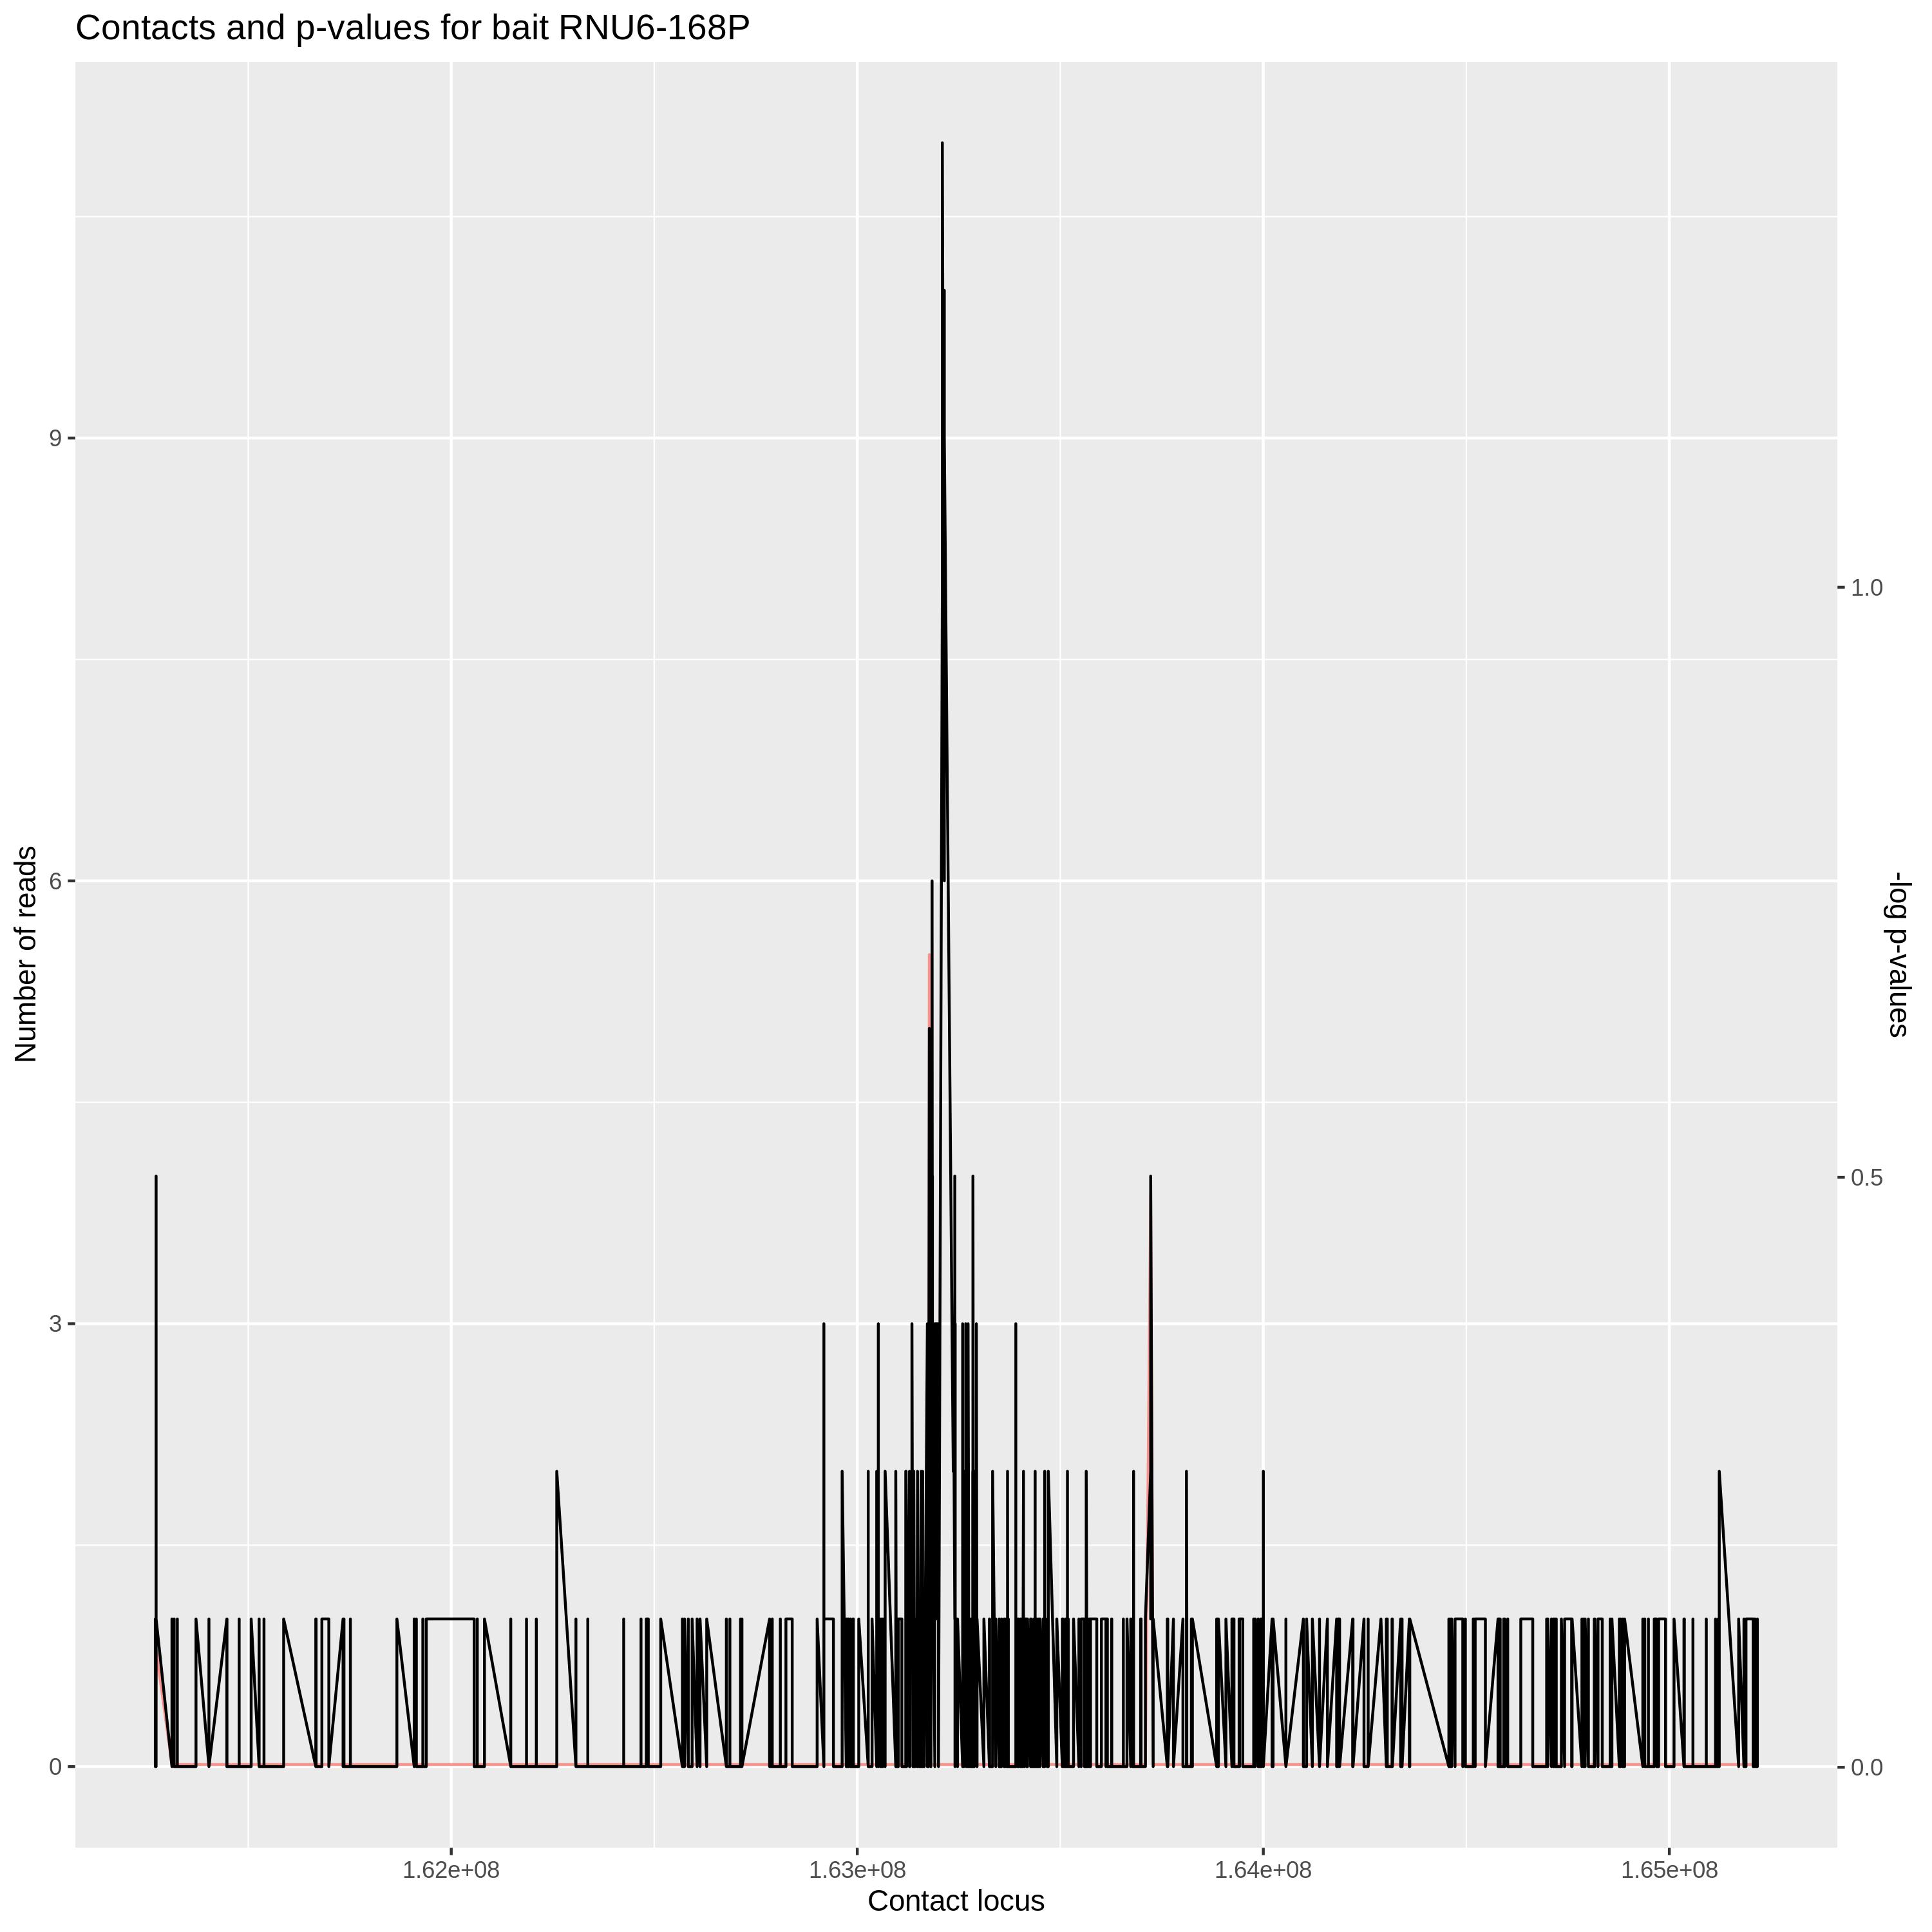 Contacts and p-values for bait RNU6-168P
9
6
3
0
Number of reads
1.0
0.5
0.0
-log p-values
1.62e+08
1.63e+08
1.64e+08
1.65e+08
Contact locus